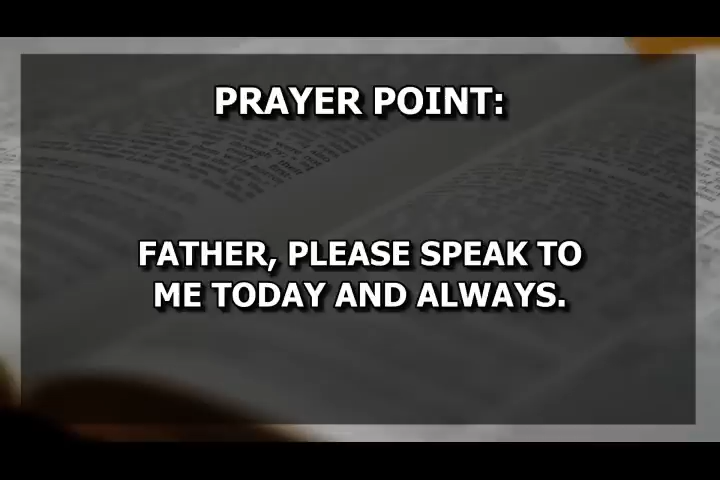 PRAYER POINT:
FATHER, PLEASE SPEAK TO
ME TODAY AND ALWAYS.